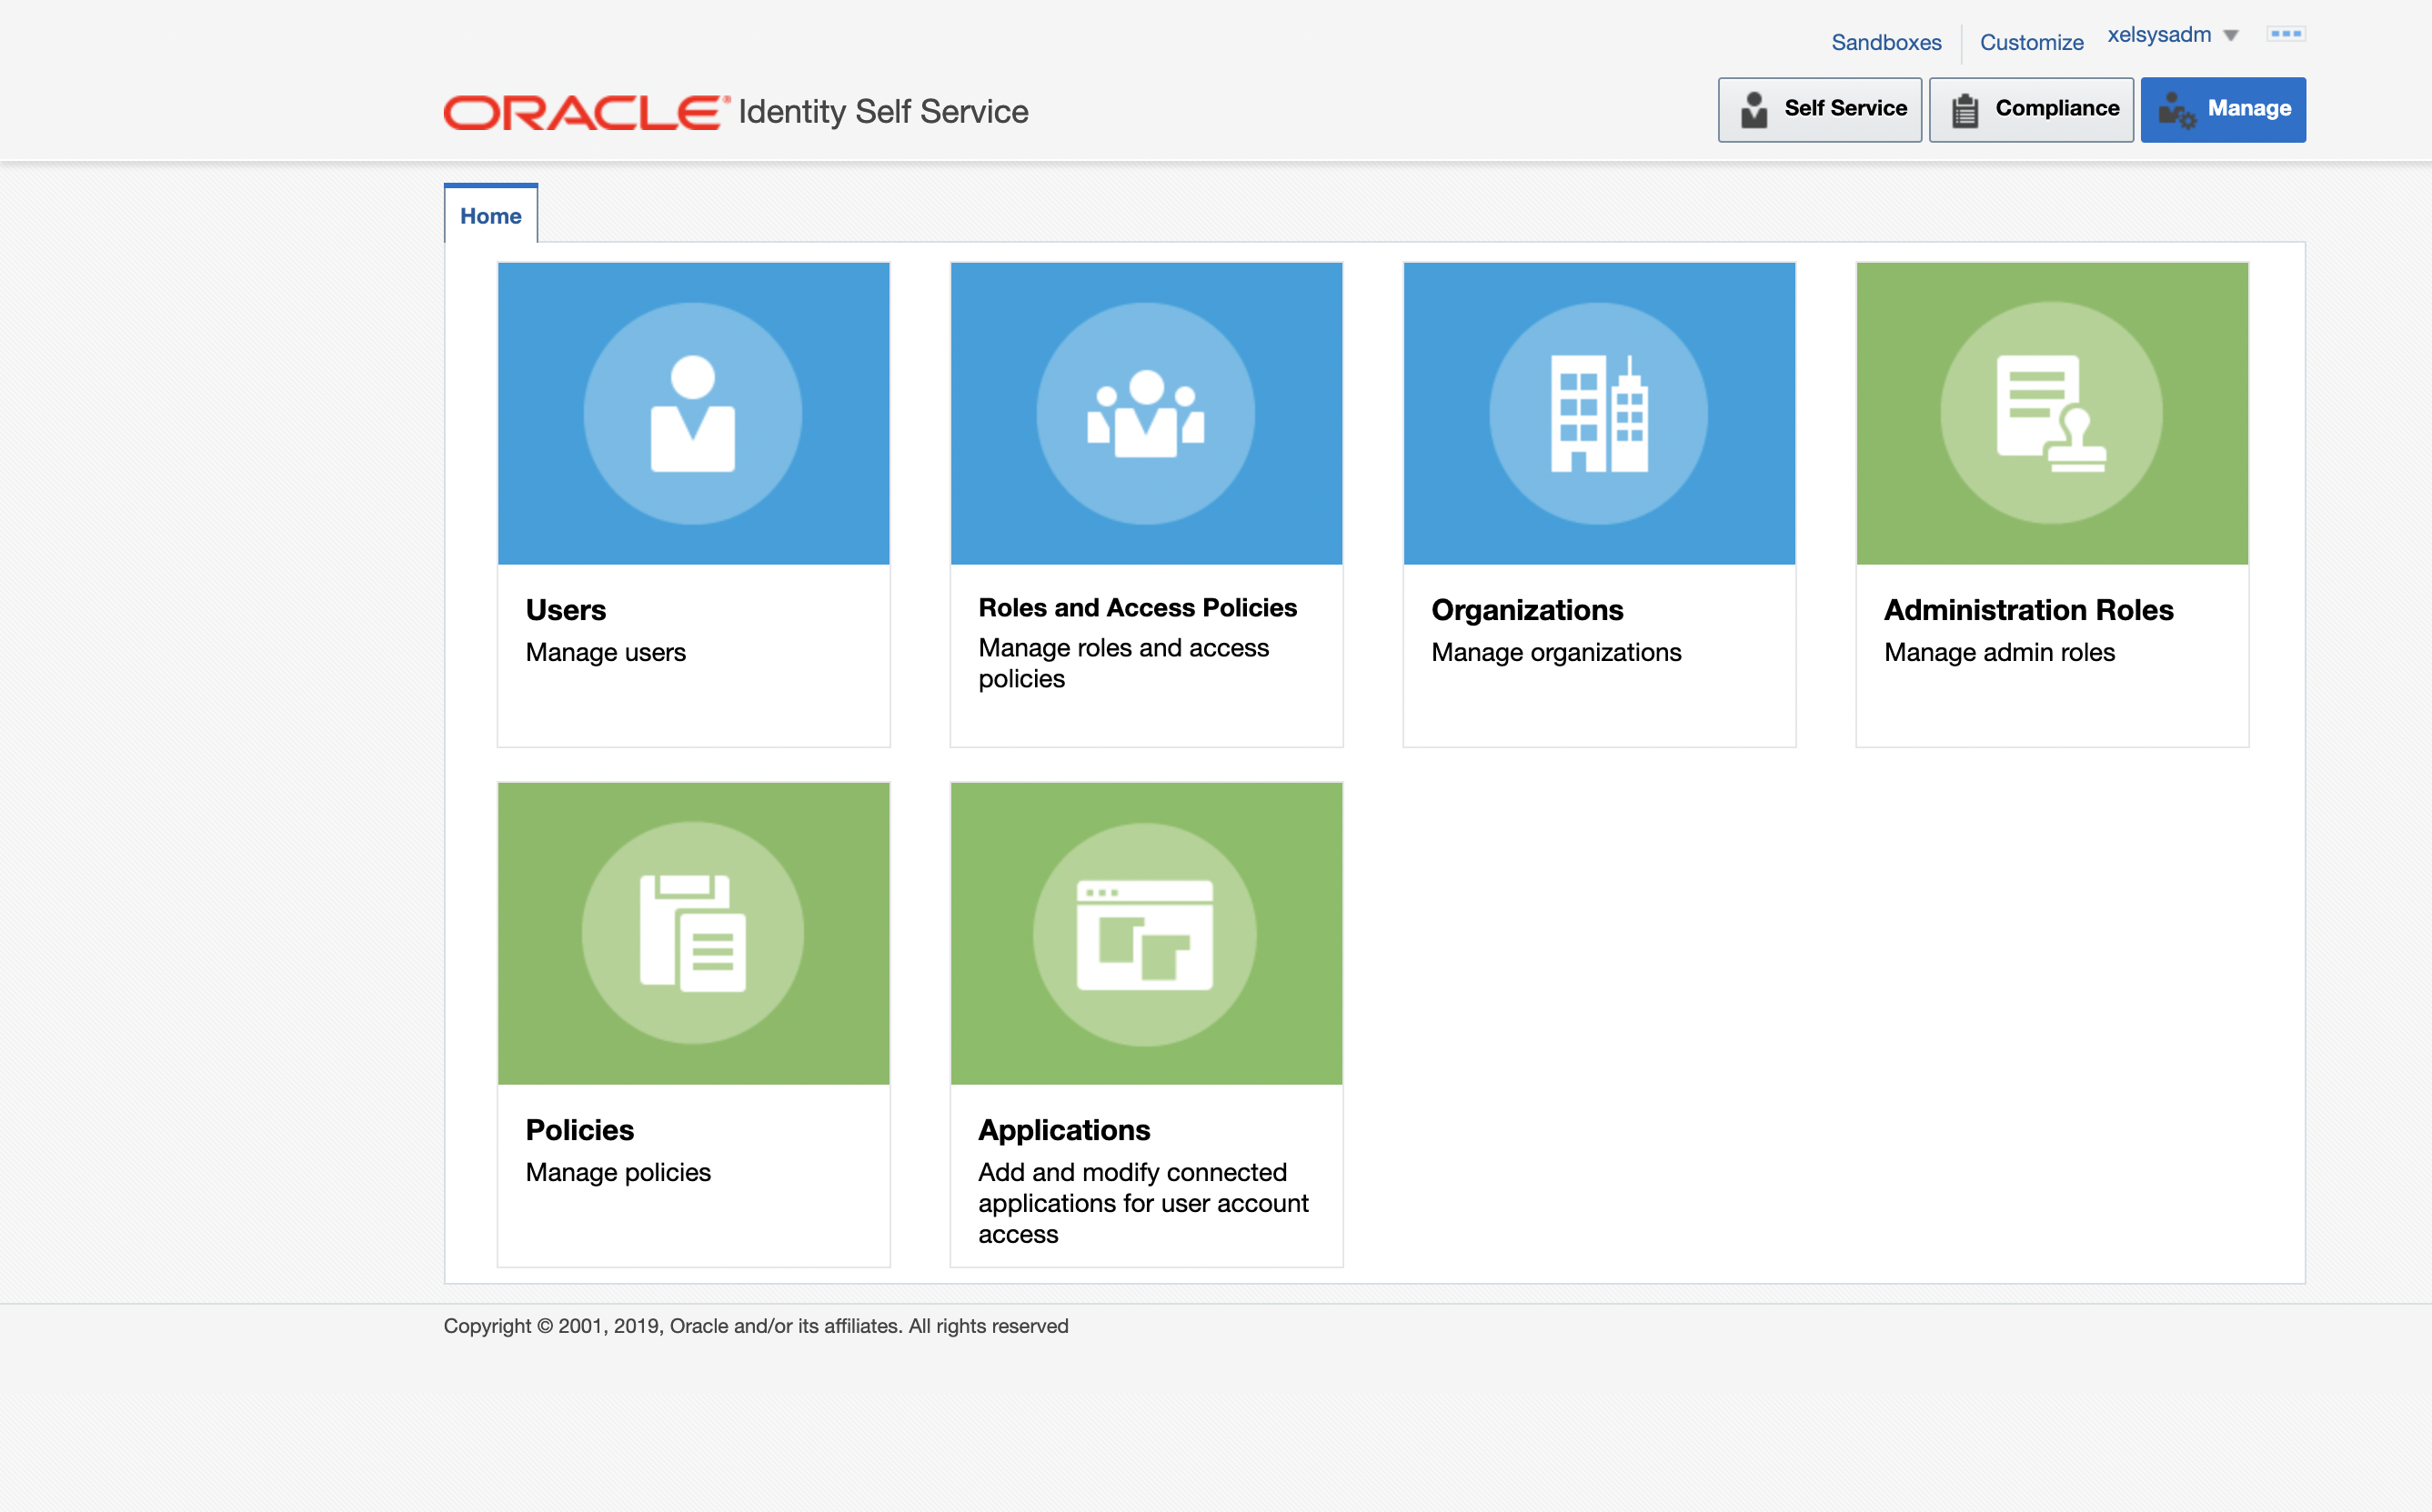 Sandboxes Customize xelsysadm
ORACLE® Identity Self Service
Self Service Compliance Manage
Home
Users
Manage users
Roles and Access Policies
Manage roles and access
policies
Organizations
Manage organizations
Administration Roles
Manage admin roles
Policies
Manage policies
Applications
Add and modify connected
applications for user account
access
Copyright © 2001, 2019, Oracle and/or its affiliates. All rights reserved